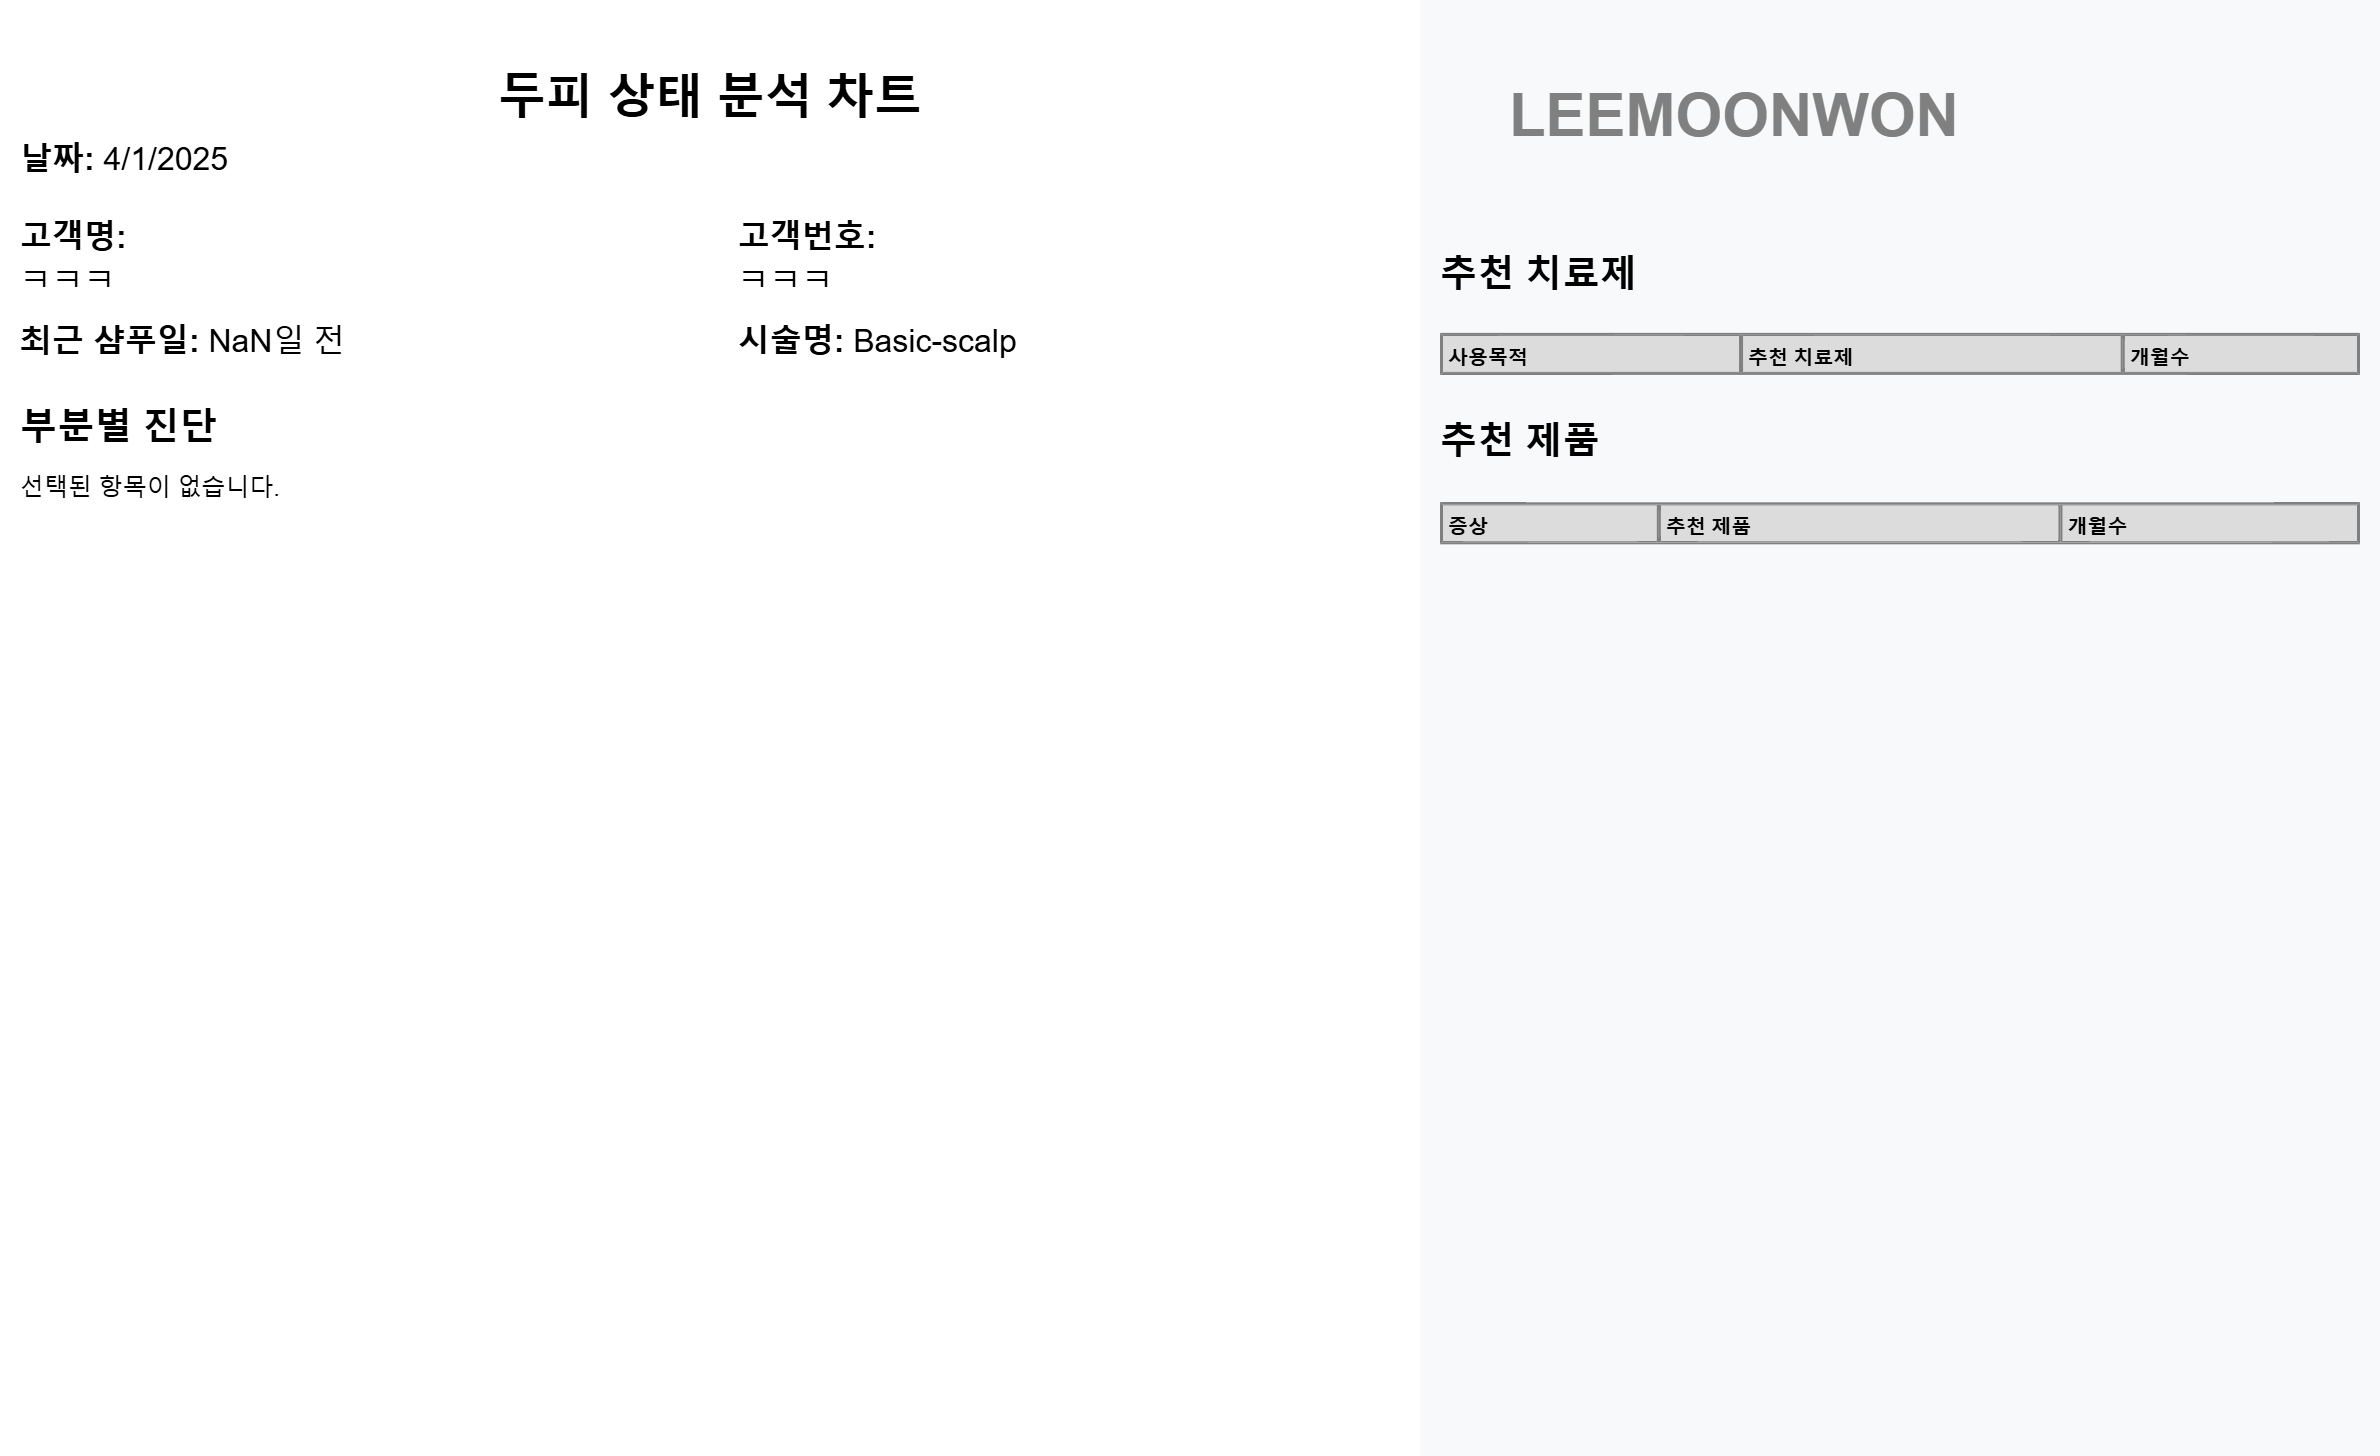 두피 상태 분석 차트
날짜: 4/1/2025
고객명:
ㅋㅋㅋ
고객번호:
ㅋㅋㅋ
최근 샴푸일: NaN일 전
시술명: Basic-scalp
부분별 진단
선택된 항목이 없습니다.
LEEMOONWON
추천 치료제
사용목적 추천 치료제 개월수
추천 제품
증상 추천 제품 개월수